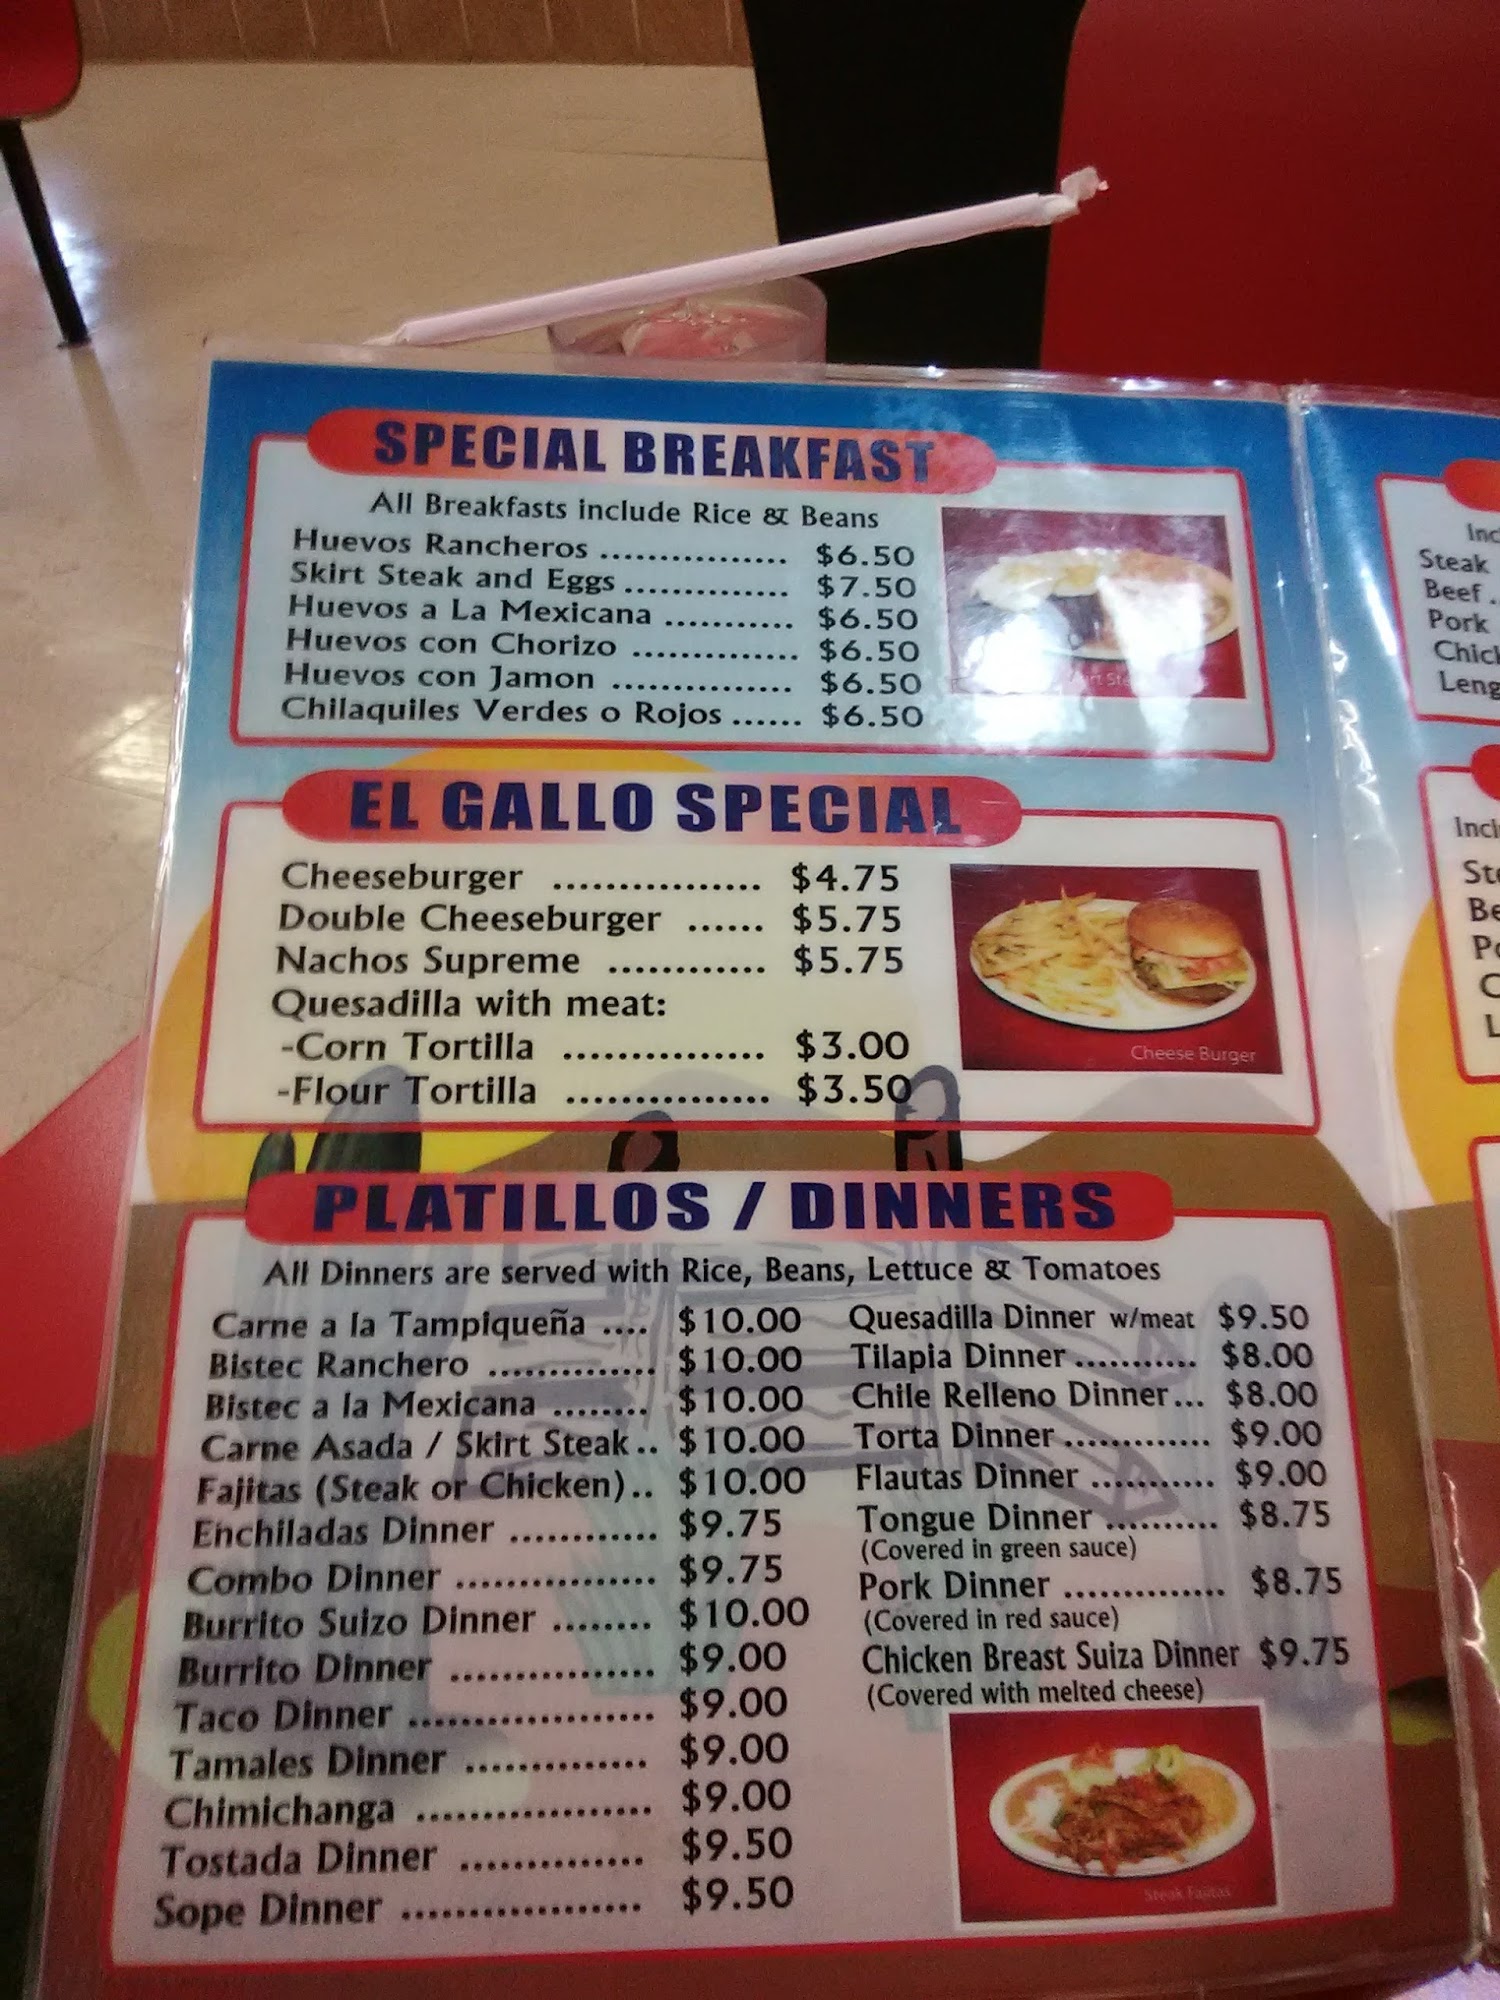 SPECIAL BREAKFAST
All Breakfasts include Rice & Beans
Huevos Rancheros ................ $6.50
Skirt Steak and Eggs .............. $7.50
Huevos a La Mexicana ........... $6.50
Huevos con Chorizo .............. $6.50
Huevos con Jamon ............... $6.50
Chilaquiles Verdes o Rojos ...... $6.50
EL GALLO SPECIAL
Cheeseburger ................ $4.75
Double Cheeseburger ...... $5.75
Nachos Supreme ............ $5.75
Quesadilla with meat:
-Corn Tortilla ............... $3.00
-Flour Tortilla ............... $3.50
Cheese Burger
PLATILLOS / DINNERS
All Dinners are served with Rice, Beans, Lettuce & Tomatoes
Carne a la Tampiqueña .... $10.00
Bistec Ranchero .............. $10.00
Bistec a la Mexicana ........ $10.00
Carne Asada / Skirt Steak.. $10.00
Fajitas (Steak or Chicken).. $10.00
Enchiladas Dinner ............ $9.75
Combo Dinner ................ $9.75
Burrito Suizo Dinner ........ $10.00
Burrito Dinner ................ $9.00
Taco Dinner ................... $9.00
Tamales Dinner .............. $9.00
Chimichanga .................. $9.00
Tostada Dinner .............. $9.50
Sope Dinner .................. $9.50
Quesadilla Dinner w/meat $9.50
Tilapia Dinner ........... $8.00
Chile Relleno Dinner... $8.00
Torta Dinner ............. $9.00
Flautas Dinner ........... $9.00
Tongue Dinner .......... $8.75
(Covered in green sauce)
Pork Dinner .............. $8.75
(Covered in red sauce)
Chicken Breast Suiza Dinner $9.75
(Covered with melted cheese)
Steak Fajitas
Steak
Beef
Pork